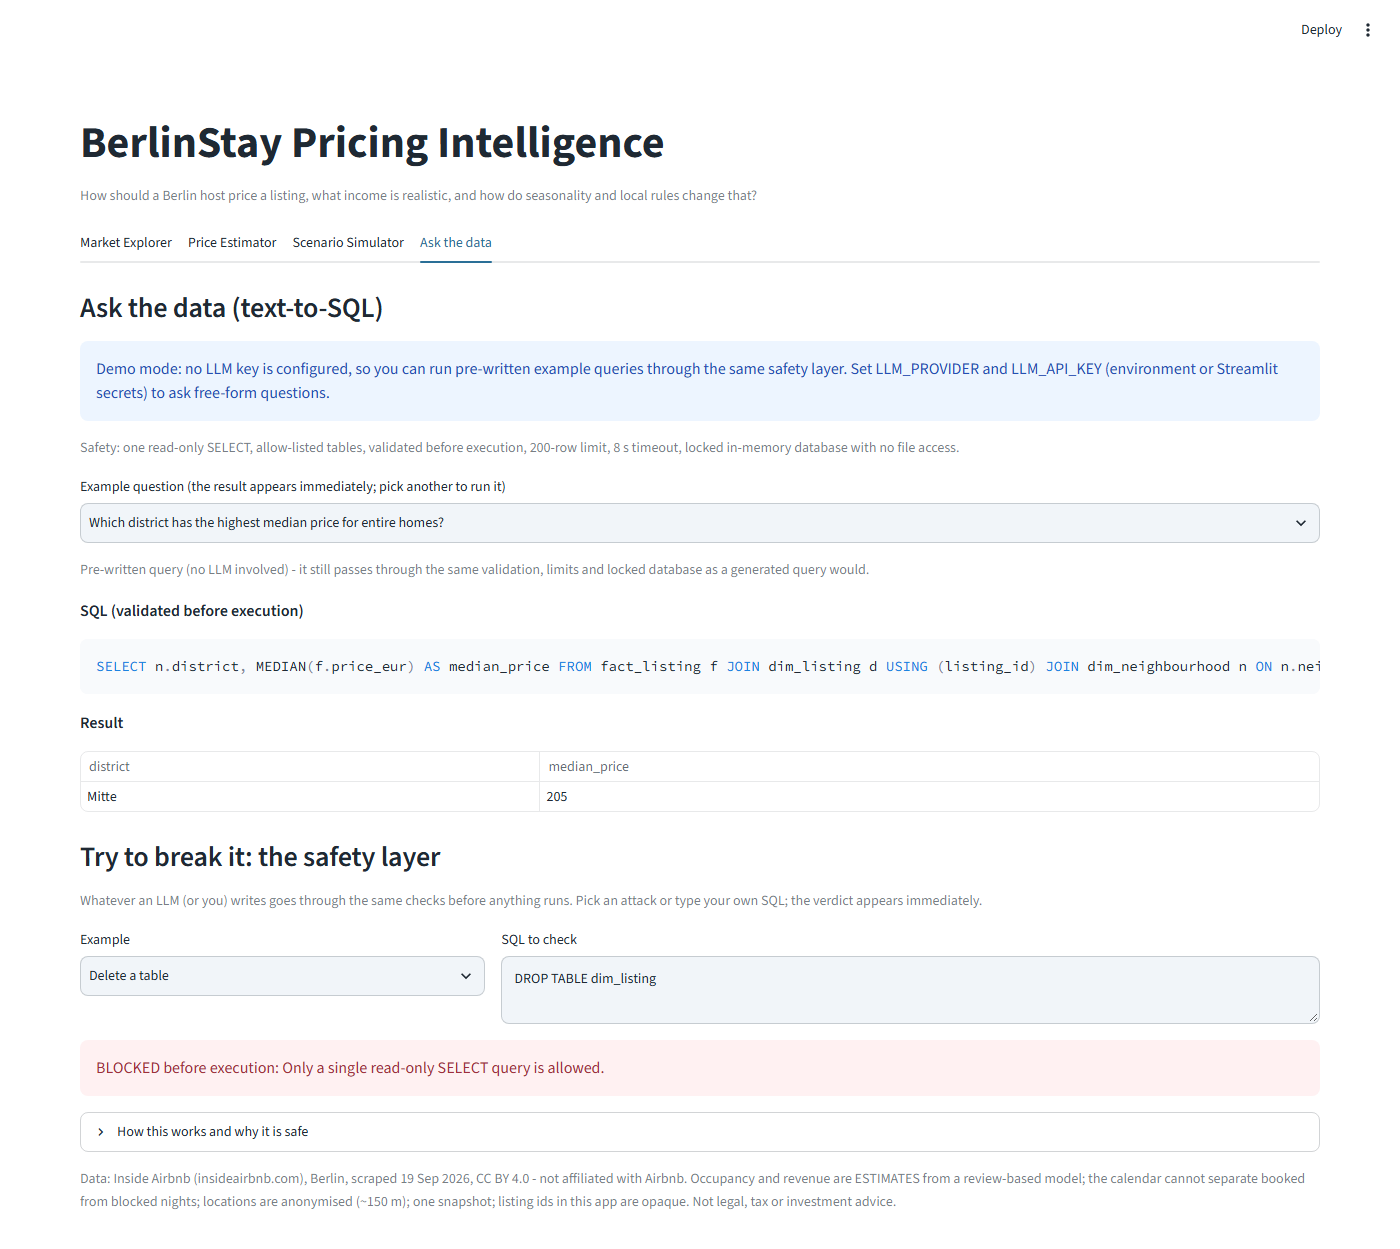 Deploy
BerlinStay Pricing Intelligence
How should a Berlin host price a listing, what income is realistic, and how do seasonality and local rules change that?
Market Explorer
Price Estimator
Scenario Simulator
Ask the data
Ask the data (text-to-SQL)
Demo mode: no LLM key is configured, so you can run pre-written example queries through the same safety layer. Set LLM_PROVIDER and LLM_API_KEY (environment or Streamlit
secrets) to ask free-form questions.
Safety: one read-only SELECT, allow-listed tables, validated before execution, 200-row limit, 8 s timeout, locked in-memory database with no file access.
Example question (the result appears immediately; pick another to run it)
Which district has the highest median price for entire homes?
Pre-written query (no LLM involved) - it still passes through the same validation, limits and locked database as a generated query would.
SQL (validated before execution)
SELECT n.district, MEDIAN(f.price_eur) AS median_price FROM fact_listing f JOIN dim_listing d USING (listing_id) JOIN dim_neighbourhood n ON n.nei
Result
district
median_price
Mitte
205
Try to break it: the safety layer
Whatever an LLM (or you) writes goes through the same checks before anything runs. Pick an attack or type your own SQL; the verdict appears immediately.
Example
SQL to check
Delete a table
DROP TABLE dim_listing
BLOCKED before execution: Only a single read-only SELECT query is allowed.
How this works and why it is safe
Data: Inside Airbnb (insideairbnb.com), Berlin, scraped 19 Sep 2026, CC BY 4.0 - not affiliated with Airbnb. Occupancy and revenue are ESTIMATES from a review-based model; the calendar cannot separate booked
from blocked nights; locations are anonymised (~150 m); one snapshot; listing ids in this app are opaque. Not legal, tax or investment advice.